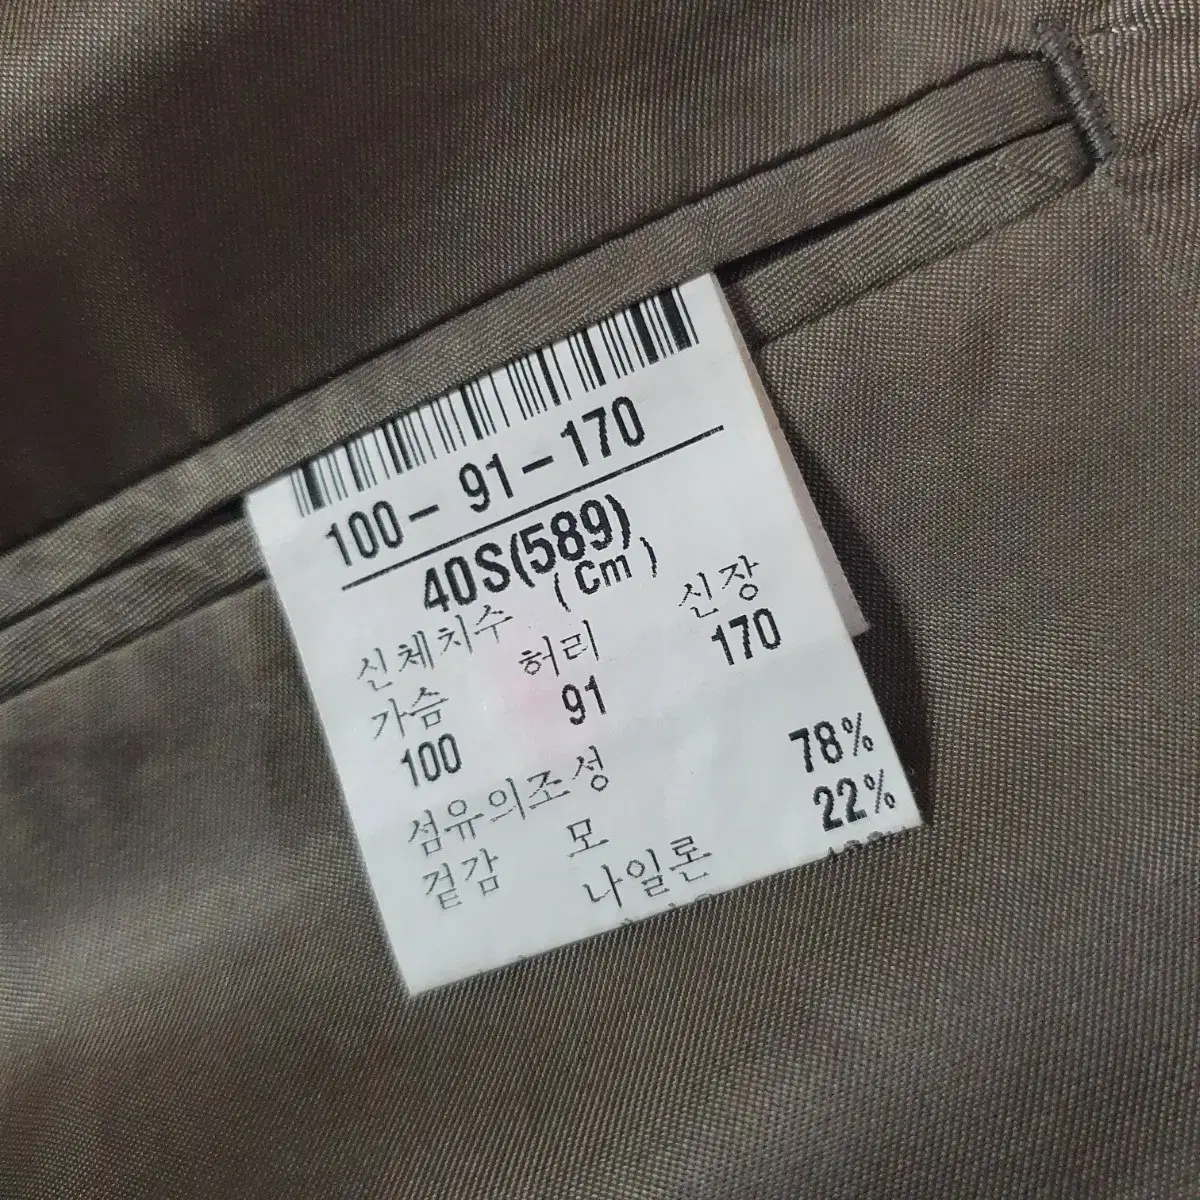 100- 91-170
40S(589)
신체치수 (Cm)
가슴 허리 신장
100 91 170
섬유의조성
겉감 모 78%
나일론 22%